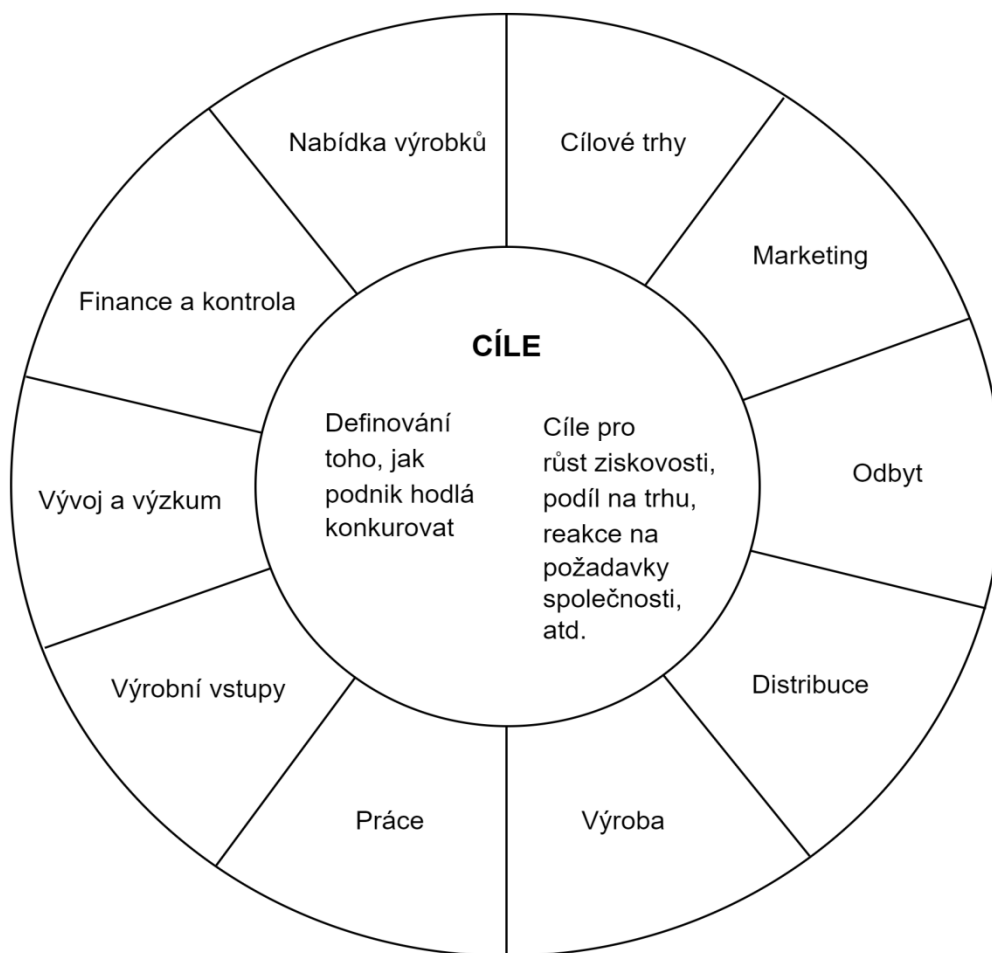 Nabídka výrobků
Cílové trhy
Marketing
Odbyt
Distribuce
Výroba
Práce
Výrobní vstupy
Vývoj a výzkum
Finance a kontrola
CÍLE
Definování
toho, jak
podnik hodlá
konkurovat
Cíle pro
růst ziskovosti,
podíl na trhu,
reakce na
požadavky
společnosti,
atd.